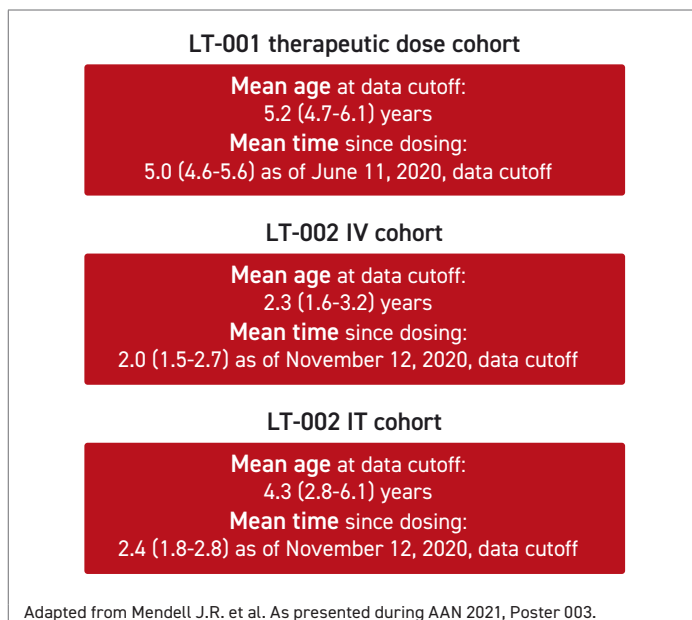 LT-001 therapeutic dose cohort
Mean age at data cutoff:
5.2 (4.7-6.1) years
Mean time since dosing:
5.0 (4.6-5.6) as of June 11, 2020, data cutoff
LT-002 IV cohort
Mean age at data cutoff:
2.3 (1.6-3.2) years
Mean time since dosing:
2.0 (1.5-2.7) as of November 12, 2020, data cutoff
LT-002 IT cohort
Mean age at data cutoff:
4.3 (2.8-6.1) years
Mean time since dosing:
2.4 (1.8-2.8) as of November 12, 2020, data cutoff
Adapted from Mendell J.R. et al. As presented during AAN 2021, Poster 003.